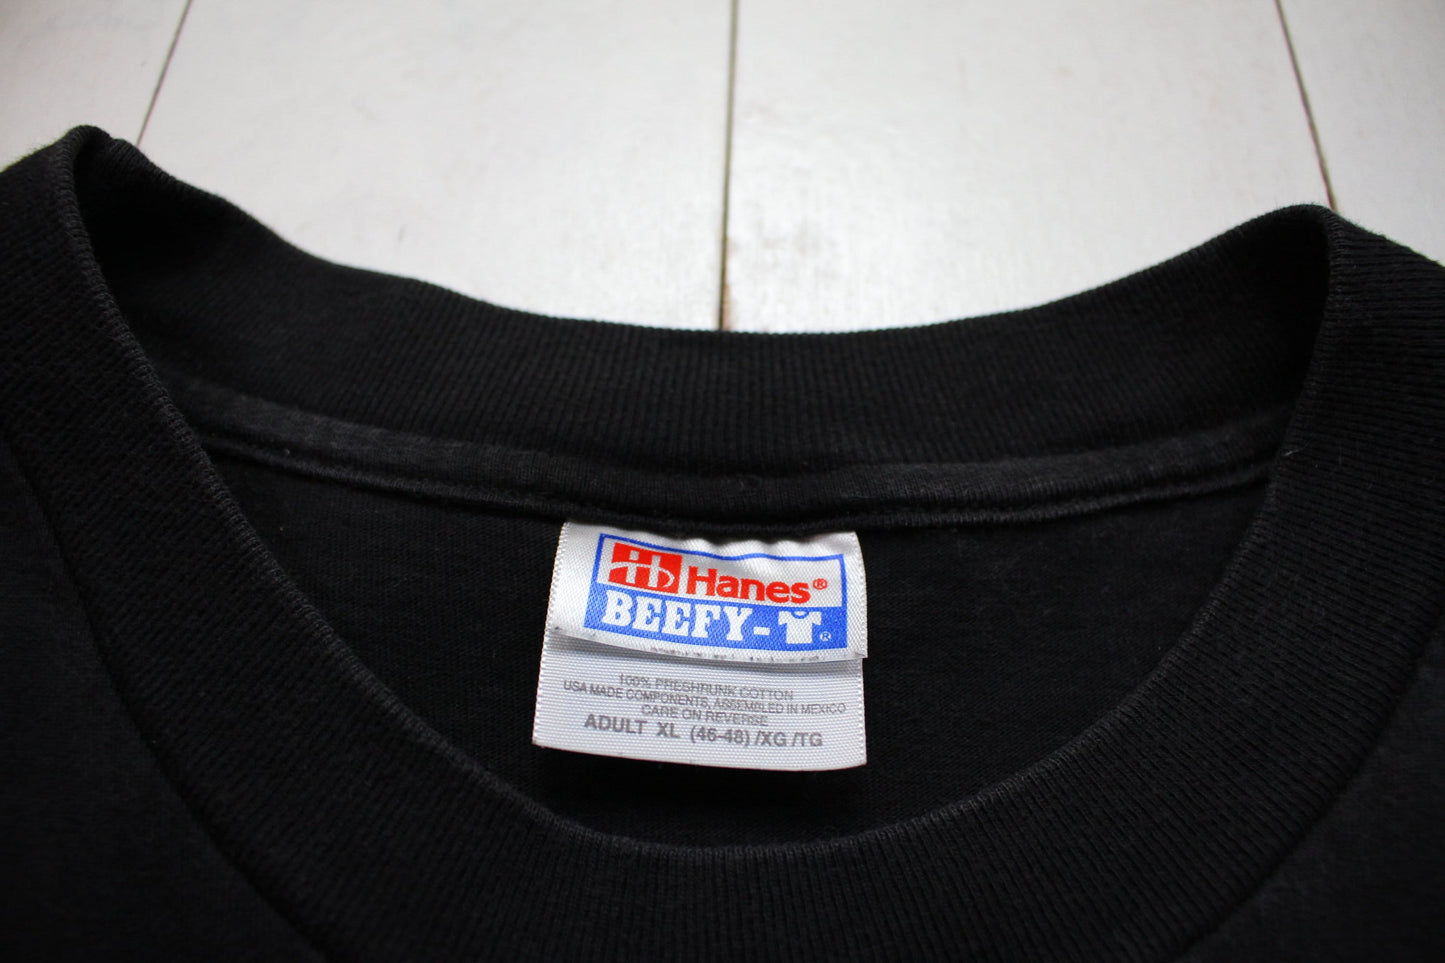 Hanes®
BEEFY-T®
100% PRESHRUNK COTTON
USA MADE COMPONENTS, ASSEMBLED IN MEXICO
CARE ON REVERSE
ADULT XL (46-48) /XG /TG